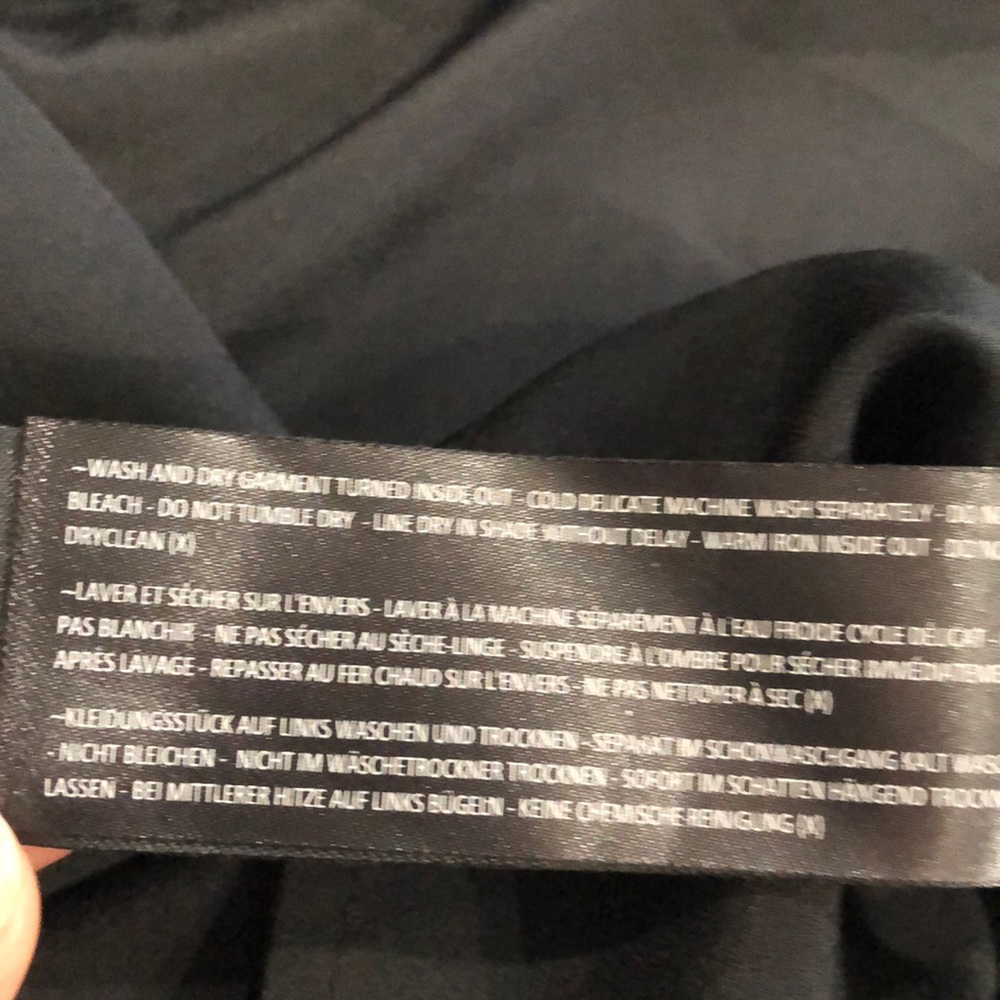 ~WASH AND DRY GARMENT TURNED INSIDE OUT - COLD DELICATE MACHINE WASH SEPARATELY - DO
BLEACH - DO NOT TUMBLE DRY - LINE DRY IN SHADE WITHOUT DELAY - WARM IRON INSIDE OUT -
DRYCLEAN (X)
~LAVER ET SÉCHER SUR L'ENVERS - LAVER À LA MACHINE SÉPARÉMENT À L'EAU FROIDE CYCLE DÉLICAT -
PAS BLANCHIR - NE PAS SÉCHER AU SÈCHE-LINGE - SUSPENDRE À L'OMBRE POUR SÉCHER
APRÈS LAVAGE - REPASSER AU FER CHAUD SUR L'ENVERS - NE PAS NETTOYER À SEC (X)
~KLEIDUNGSSTÜCK AUF LINKS WASCHEN UND TROCKNEN - SEPARAT IM SCHONWASCHGANG KALT
- NICHT BLEICHEN - NICHT IM WÄSCHETROCKNER TROCKNEN - SOFORT IM SCHATTEN HÄNGEND
LASSEN - BEI MITTLERER HITZE AUF LINKS BÜGELN - KEINE CHEMISCHE REINIGUNG (X)